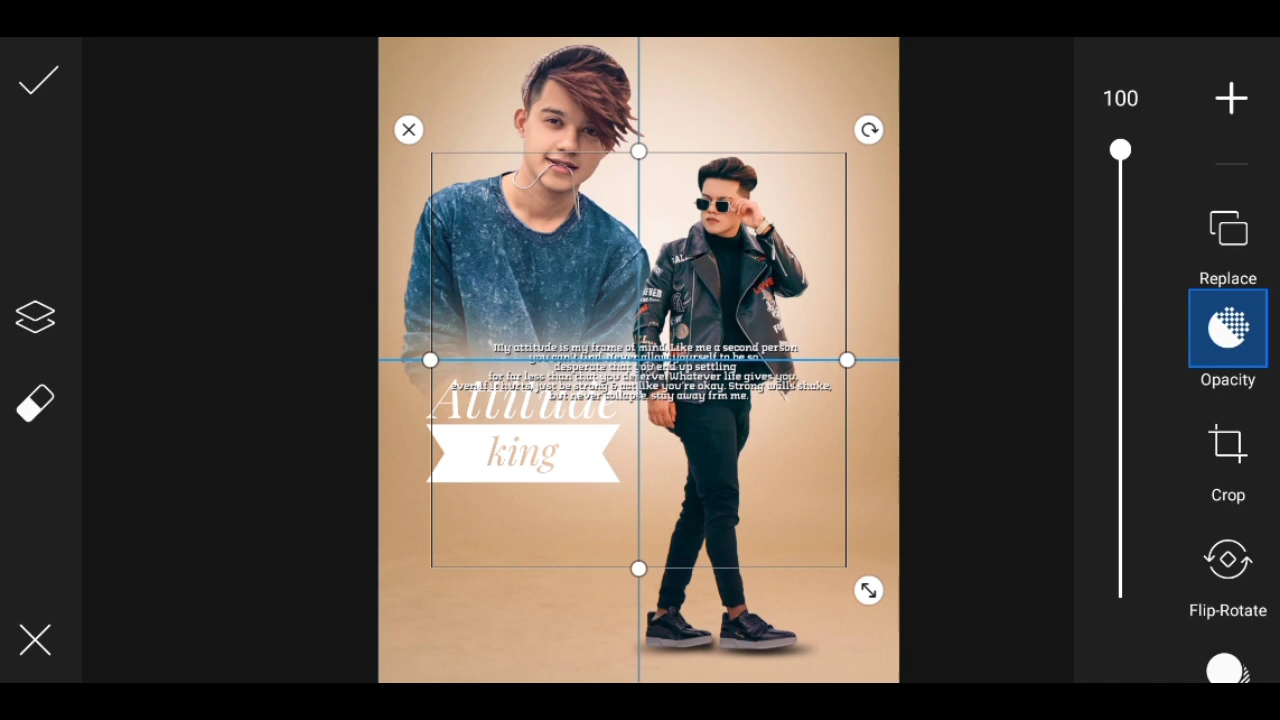 100
Replace
Opacity
Crop
Flip-Rotate
My attitude is my frame of mind. Like me a second person
you can't find. Never allow yourself to be so
desperate that you end up settling
for far less than that you deserve! Whatever life gives you.
even if it hurts, just be strong & act like you're okay. Strong walls shake,
but never collapse, stay away frm me.
Attitude
king